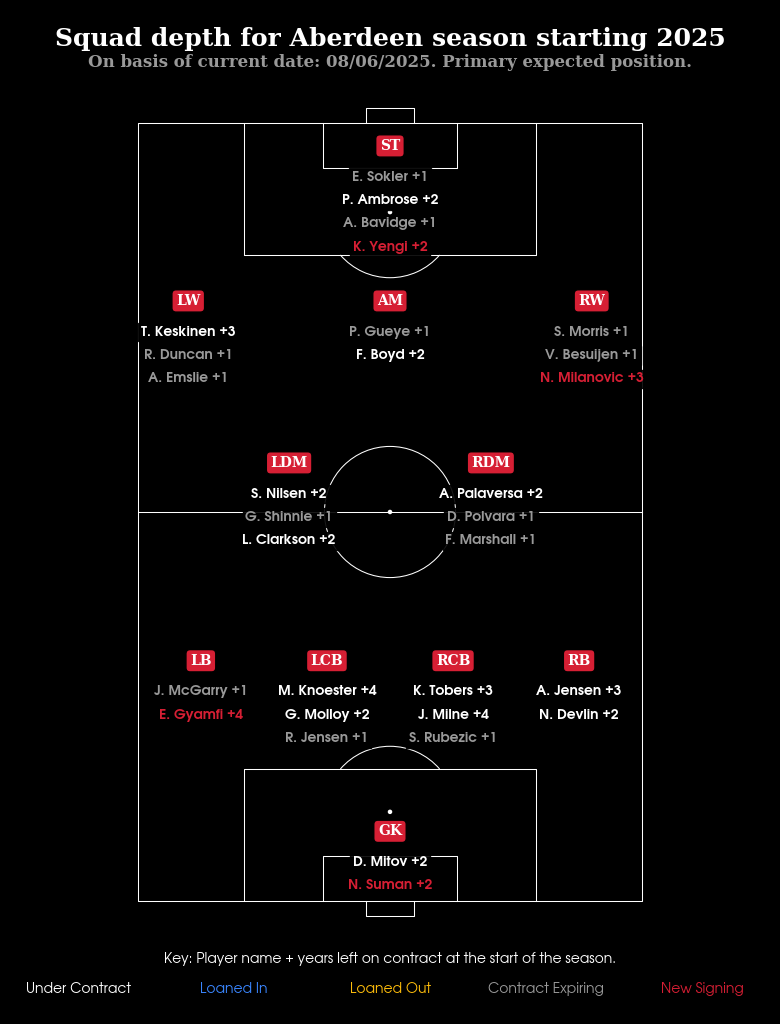 Squad depth for Aberdeen season starting 2025
On basis of current date: 08/06/2025. Primary expected position.
ST
E. Sokler +1
P. Ambrose +2
A. Bavidge +1
K. Yengi +2
LW
T. Keskinen +3
R. Duncan +1
A. Emslie +1
AM
P. Gueye +1
F. Boyd +2
RW
S. Morris +1
V. Besuijen +1
N. Milanovic +3
LDM
S. Nilsen +2
G. Shinnie +1
L. Clarkson +2
RDM
A. Palaversa +2
D. Polvara +1
F. Marshall +1
LB
J. McGarry +1
E. Gyamfi +4
LCB
M. Knoester +4
G. Molloy +2
R. Jensen +1
RCB
K. Tobers +3
J. Milne +4
S. Rubezic +1
RB
A. Jensen +3
N. Devlin +2
GK
D. Mitov +2
N. Suman +2
Key: Player name + years left on contract at the start of the season.
Under Contract
Loaned In
Loaned Out
Contract Expiring
New Signing